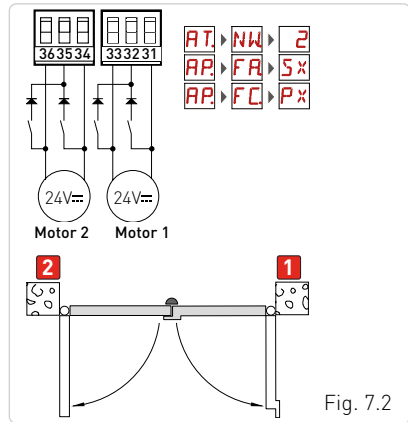 36 35 34 33 32 31
AT. NW. 2
AP. FA. SX
AP. FC. PX
24V 24V
Motor 2 Motor 1
2 1
Fig. 7.2